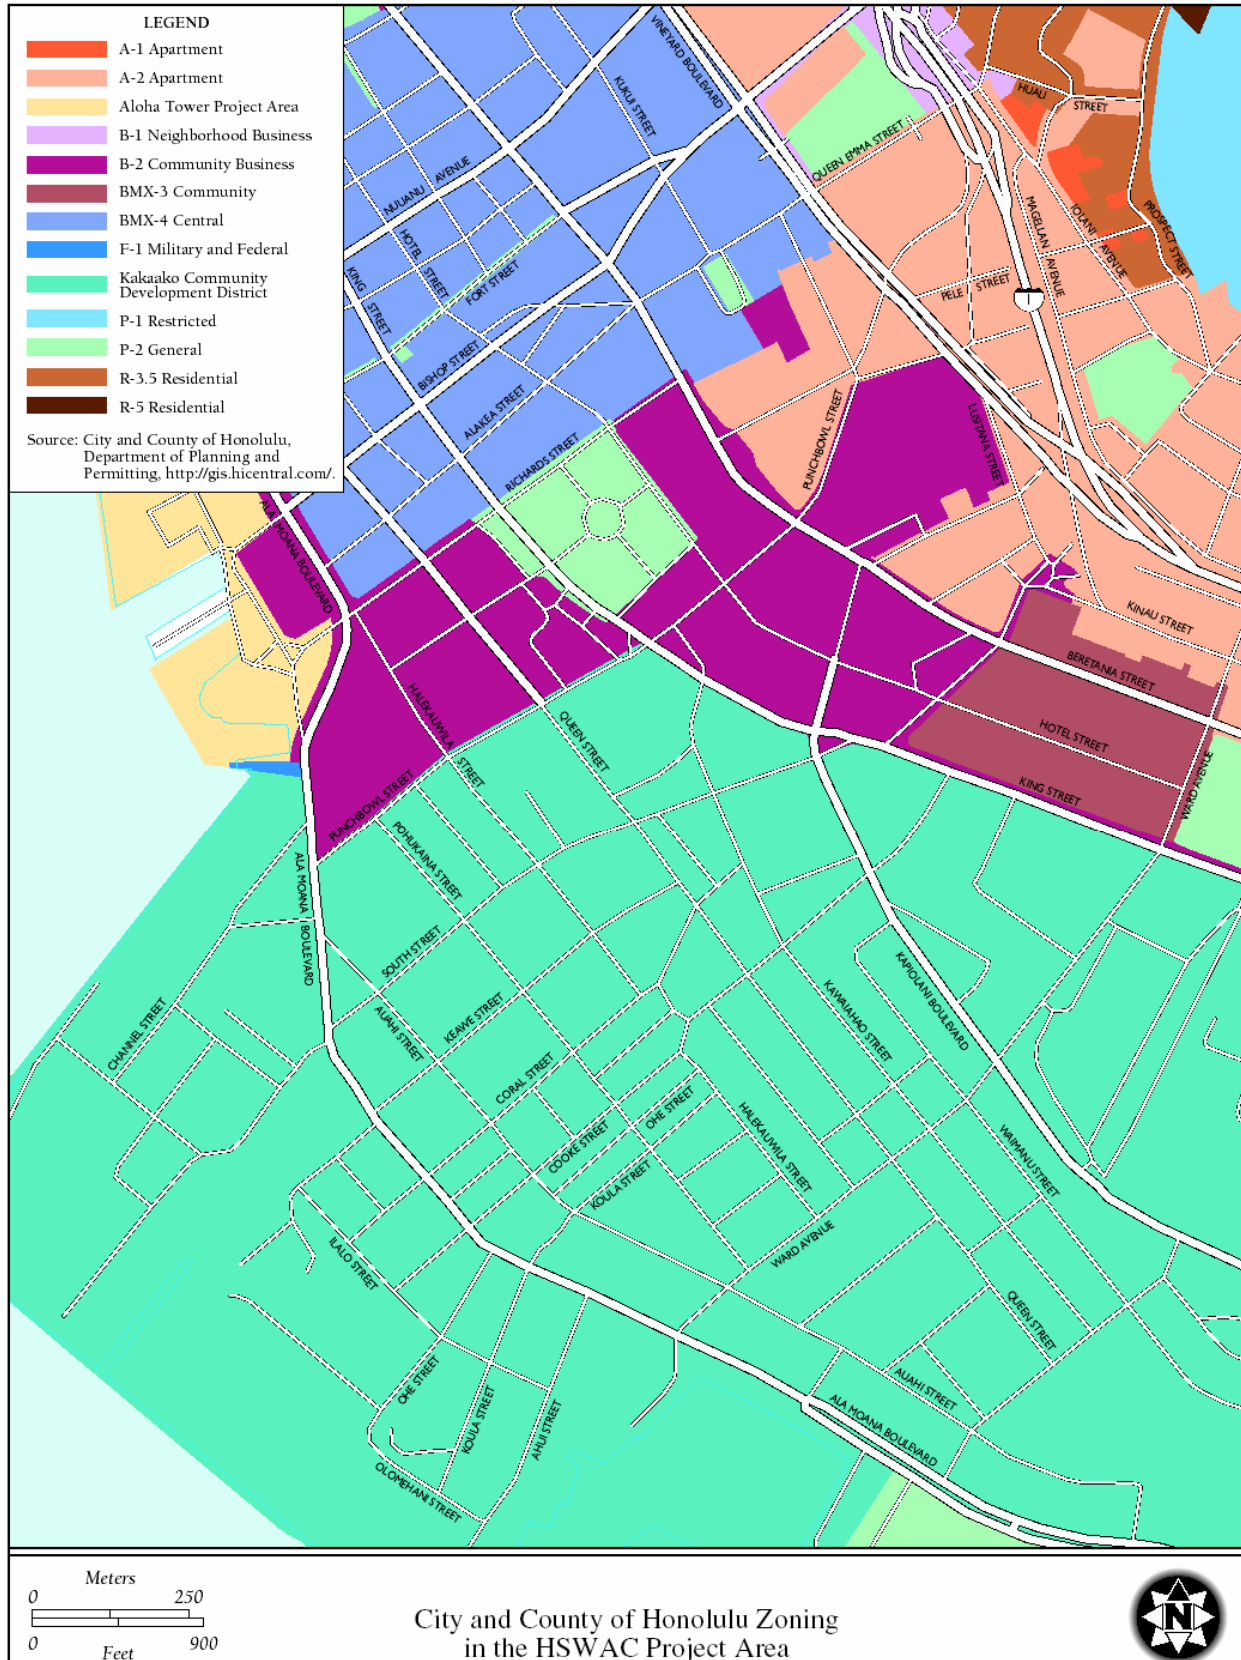 LEGEND
A-1 Apartment
A-2 Apartment
Aloha Tower Project Area
B-1 Neighborhood Business
B-2 Community Business
BMX-3 Community
BMX-4 Central
F-1 Military and Federal
Kakaako Community
Development District
P-1 Restricted
P-2 General
R-3.5 Residential
R-5 Residential
Source: City and County of Honolulu,
Department of Planning and
Permitting, http://gis.hicentral.com/.
VINEYARD BOULEVARD
KUKUI STREET
HUALI STREET
QUEEN EMMA STREET
NUUANU AVENUE
MAGELLAN AVENUE
IOLANI AVENUE
PROSPECT STREET
HOTEL STREET
KING STREET
FORT STREET
PELE STREET
I
BISHOP STREET
ALAKEA STREET
PUNCHBOWL STREET
LUSITANA STREET
RICHARDS STREET
ALA MOANA BOULEVARD
KINAU STREET
BERETANIA STREET
HALEKAUWILA STREET
QUEEN STREET
HOTEL STREET
KING STREET
WARD AVENUE
PUNCHBOWL STREET
POHUKAINA STREET
ALA MOANA BOULEVARD
SOUTH STREET
KAPIOLANI BOULEVARD
KAWAIAHAO STREET
CHANNEL STREET
AUAHI STREET
KEAWE STREET
CORAL STREET
OHE STREET
HALEKAUWILA STREET
COOKE STREET
KOULA STREET
WAIMANU STREET
WARD AVENUE
ILALO STREET
QUEEN STREET
OHE STREET
KOULA STREET
AHUI STREET
AUAHI STREET
ALA MOANA BOULEVARD
OLOMEHANI STREET
Meters
0 250
0 900
Feet
City and County of Honolulu Zoning
in the HSWAC Project Area
N